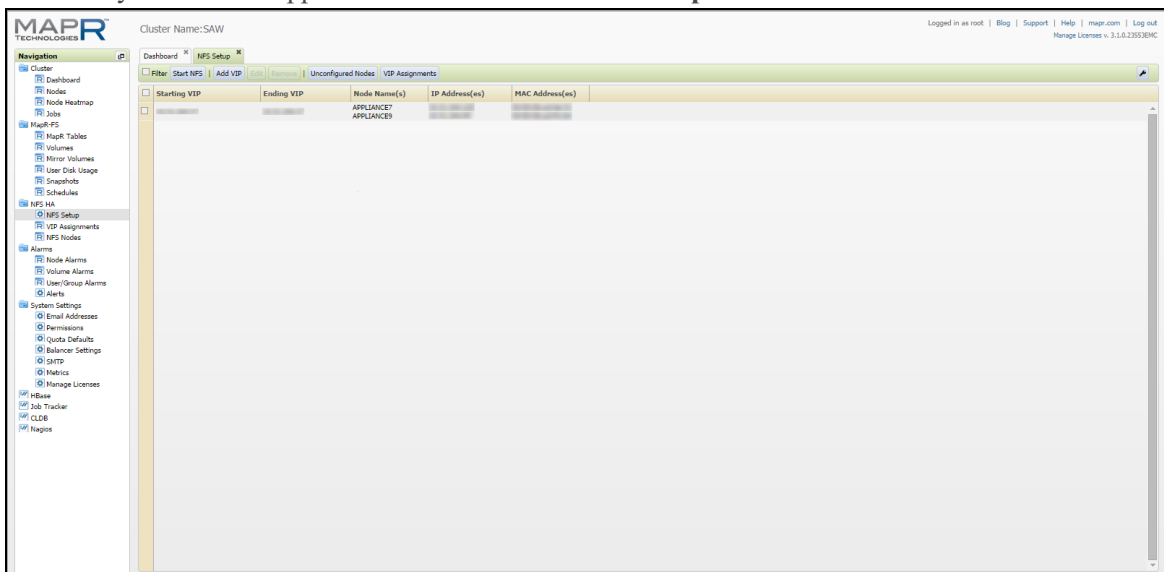 MAPR
TECHNOLOGIES
Cluster Name:SAW
Logged in as root | Blog | Support | Help | mapr.com | Log out
Manage Licenses v. 3.1.0.23553EMC
Navigation
Cluster
Dashboard
Nodes
Node Heatmap
Jobs
MapR-FS
MapR Tables
Volumes
Mirror Volumes
User Disk Usage
Snapshots
Schedules
NFS HA
NFS Setup
VIP Assignments
NFS Nodes
Alarms
Node Alarms
Volume Alarms
User/Group Alarms
Alerts
System Settings
Email Addresses
Permissions
Quota Defaults
Balancer Settings
SMTP
Metrics
Manage Licenses
HBase
Job Tracker
CLDB
Nagios
Dashboard NFS Setup
Filter Start NFS | Add VIP Edit Remove | Unconfigured Nodes VIP Assignments
Starting VIP Ending VIP Node Name(s) IP Address(es) MAC Address(es)
APPLIANCE7
APPLIANCE9